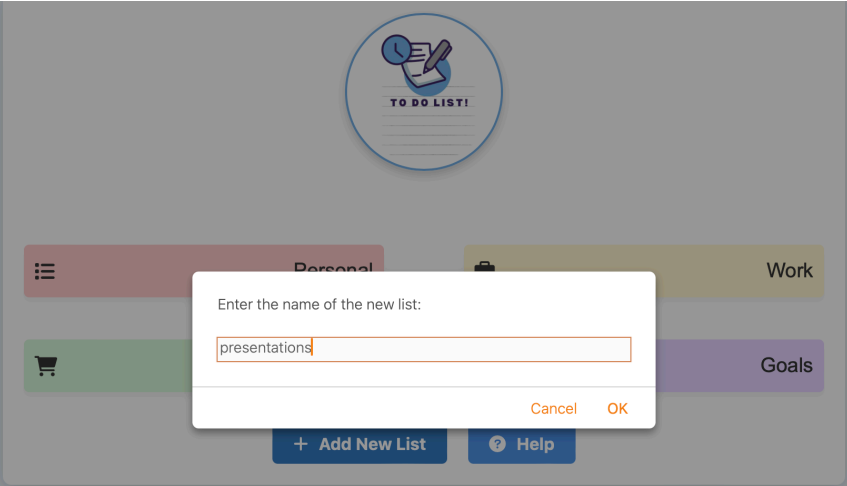 TO DO LIST!
Personal
Work
Enter the name of the new list:
presentations
Goals
Cancel
OK
+ Add New List
Help